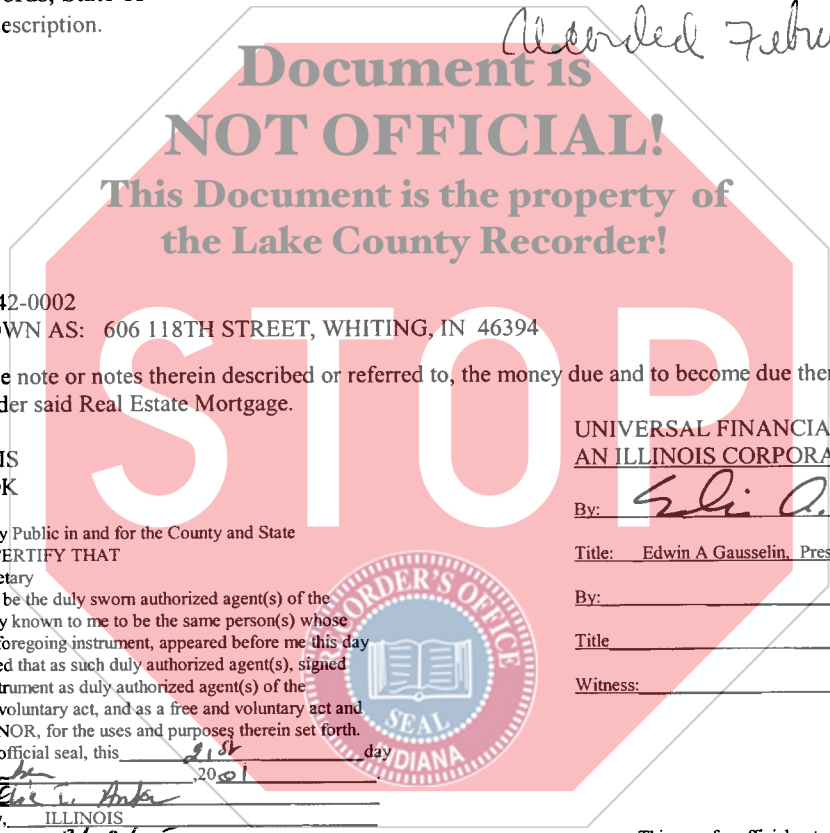 escription.
Recorded Febru
Document is
NOT OFFICIAL!
This Document is the property of
the Lake County Recorder!
42-0002
OWN AS: 606 118TH STREET, WHITING, IN 46394
e note or notes therein described or referred to, the money due and to become due ther
der said Real Estate Mortgage.
STOP
UNIVERSAL FINANCIA
AN ILLINOIS CORPORA
IS
OK
By:
y Public in and for the County and State
ERTIFY THAT
Title: Edwin A Gausselin, Pres
etary
be the duly sworn authorized agent(s) of the
By:
y known to me to be the same person(s) whose
foregoing instrument, appeared before me this day
Title
ed that as such duly authorized agent(s), signed
trument as duly authorized agent(s) of the
Witness:
voluntary act, and as a free and voluntary act and
NOR, for the uses and purposes therein set forth.
official seal, this 21st day
,2001
ILLINOIS
RECORDER'S OFFICE
SEAL
INDIANA